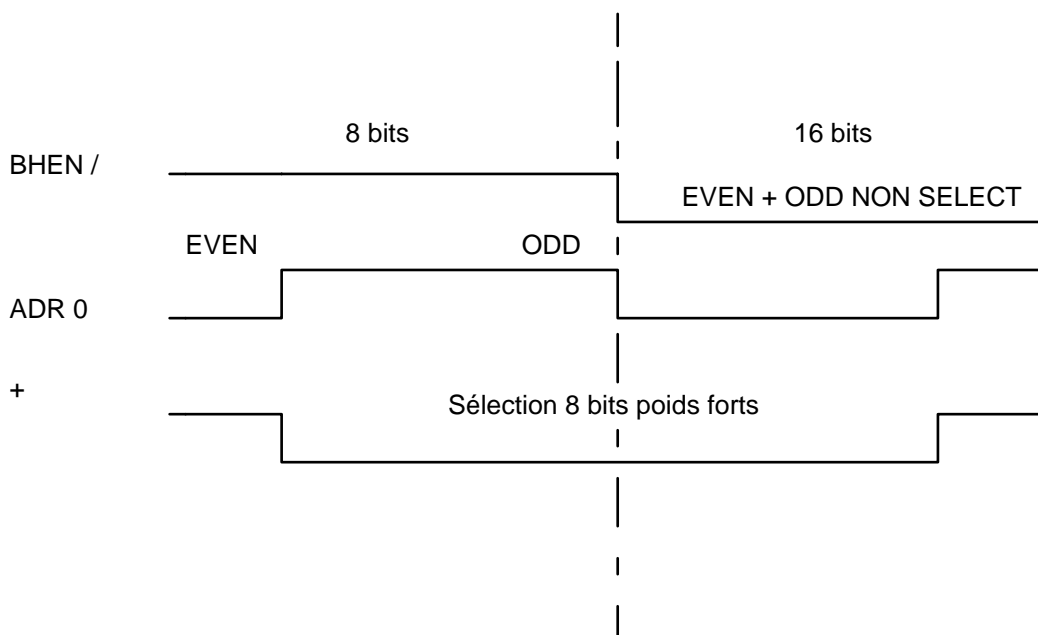 8 bits
16 bits
BHEN /
EVEN + ODD NON SELECT
EVEN
ODD
ADR 0
+
Sélection 8 bits poids forts